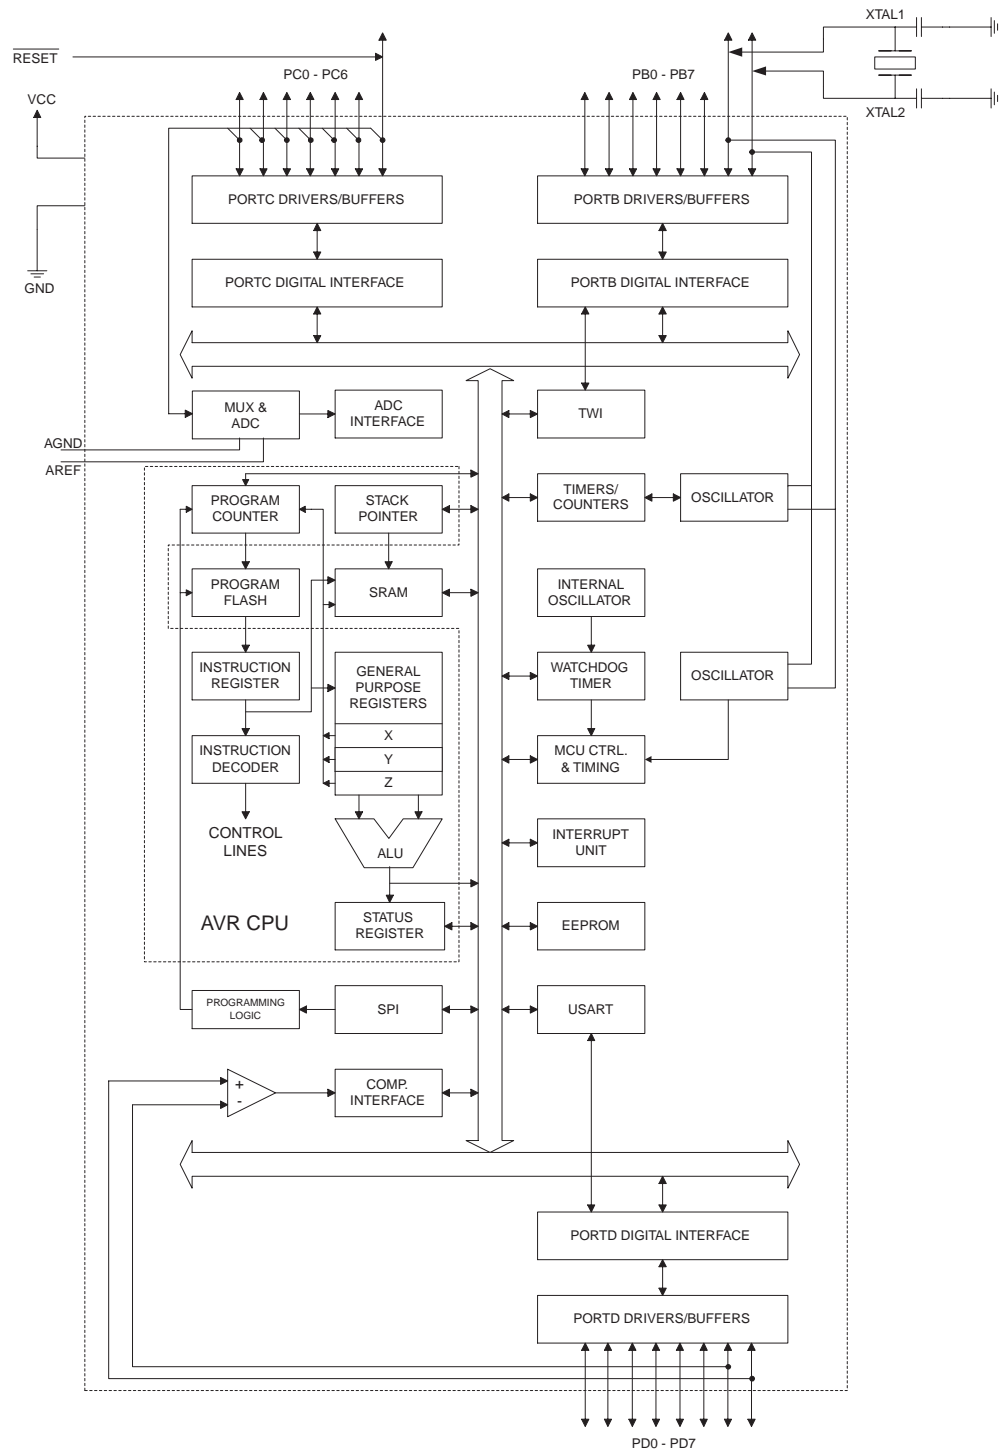 XTAL1
RESET
PC0 - PC6
PB0 - PB7
VCC
XTAL2
PORTC DRIVERS/BUFFERS
PORTB DRIVERS/BUFFERS
GND
PORTC DIGITAL INTERFACE
PORTB DIGITAL INTERFACE
MUX &
ADC
ADC
INTERFACE
TWI
AGND
AREF
PROGRAM
COUNTER
STACK
POINTER
TIMERS/
COUNTERS
OSCILLATOR
PROGRAM
FLASH
SRAM
INTERNAL
OSCILLATOR
INSTRUCTION
REGISTER
GENERAL
PURPOSE
REGISTERS
WATCHDOG
TIMER
OSCILLATOR
X
INSTRUCTION
DECODER
Y
Z
MCU CTRL.
& TIMING
CONTROL
LINES
ALU
INTERRUPT
UNIT
AVR CPU
STATUS
REGISTER
EEPROM
PROGRAMMING
LOGIC
SPI
USART
+
-
COMP.
INTERFACE
PORTD DIGITAL INTERFACE
PORTD DRIVERS/BUFFERS
PD0 - PD7